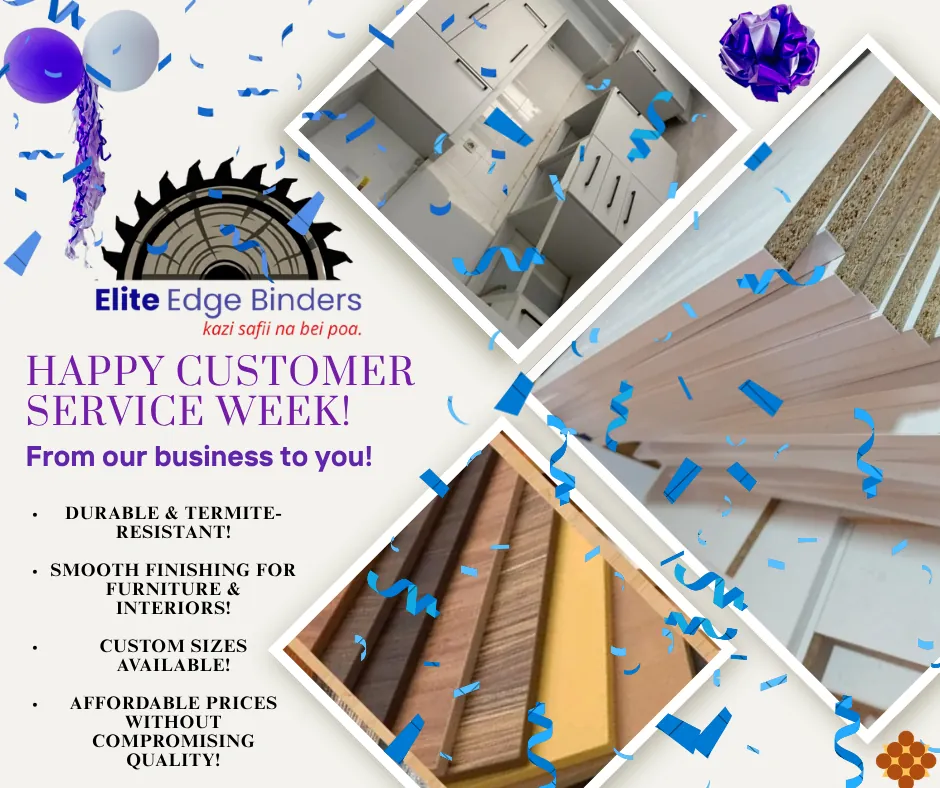 Elite Edge Binders
kazi safii na bei poa.
HAPPY CUSTOMER
SERVICE WEEK!
From our business to you!
• DURABLE & TERMITE-
RESISTANT!
• SMOOTH FINISHING FOR
FURNITURE &
INTERIORS!
• CUSTOM SIZES
AVAILABLE!
• AFFORDABLE PRICES
WITHOUT
COMPROMISING
QUALITY!